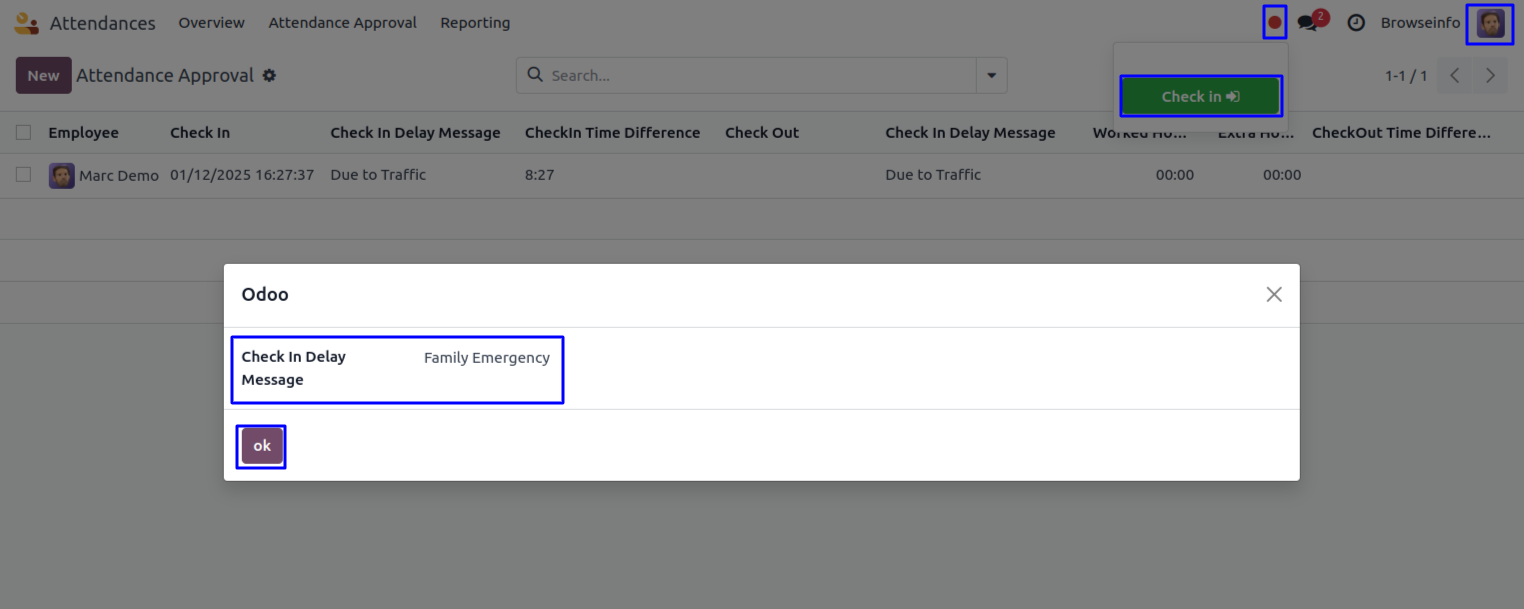 Attendances Overview Attendance Approval Reporting 2 Browseinfo
New Attendance Approval Search... 1-1 / 1
Check in
Employee Check In Check In Delay Message CheckIn Time Difference Check Out Check In Delay Message Worked Ho... Extra Ho... CheckOut Time Differe...
Marc Demo 01/12/2025 16:27:37 Due to Traffic 8:27 Due to Traffic 00:00 00:00
Odoo
Check In Delay Family Emergency
Message
ok